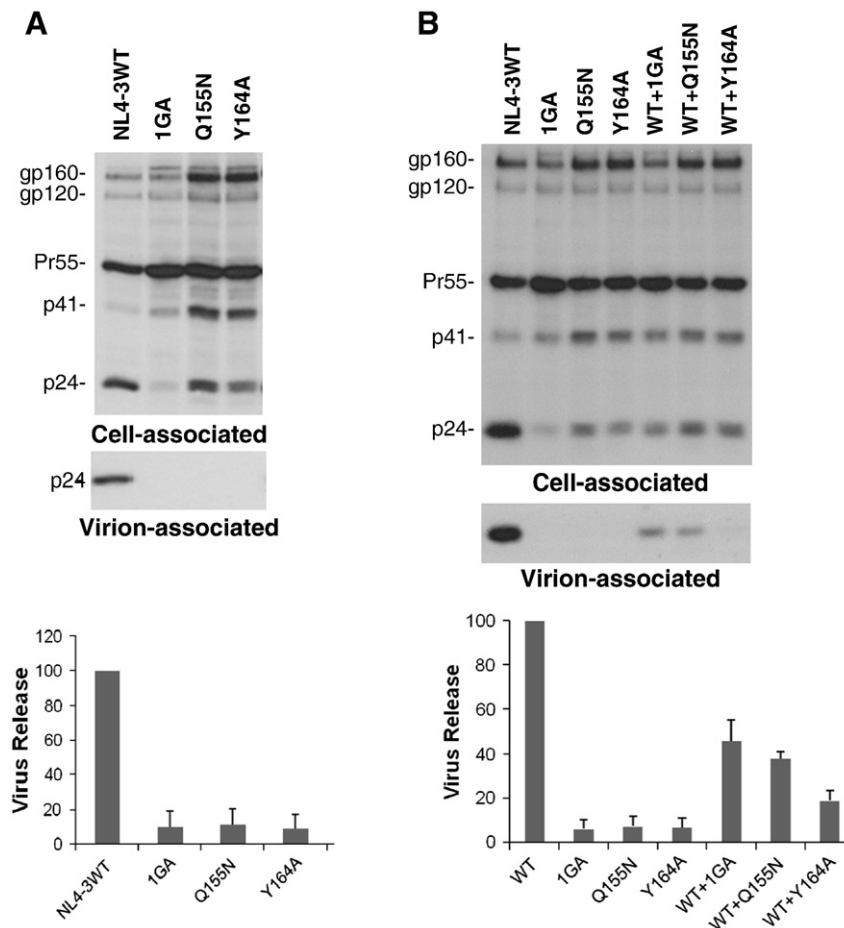 A
NL4-3WT
1GA
Q155N
Y164A
gp160-
gp120-
Pr55-
p41-
p24-
Cell-associated
p24
Virion-associated
Virus Release
120
100
80
60
40
20
0
NL4-3WT
1GA
Q155N
Y164A
B
NL4-3WT
1GA
Q155N
Y164A
WT+1GA
WT+Q155N
WT+Y164A
gp160-
gp120-
Pr55-
p41-
p24-
Cell-associated
Virion-associated
Virus Release
100
80
60
40
20
0
WT
1GA
Q155N
Y164A
WT+1GA
WT+Q155N
WT+Y164A